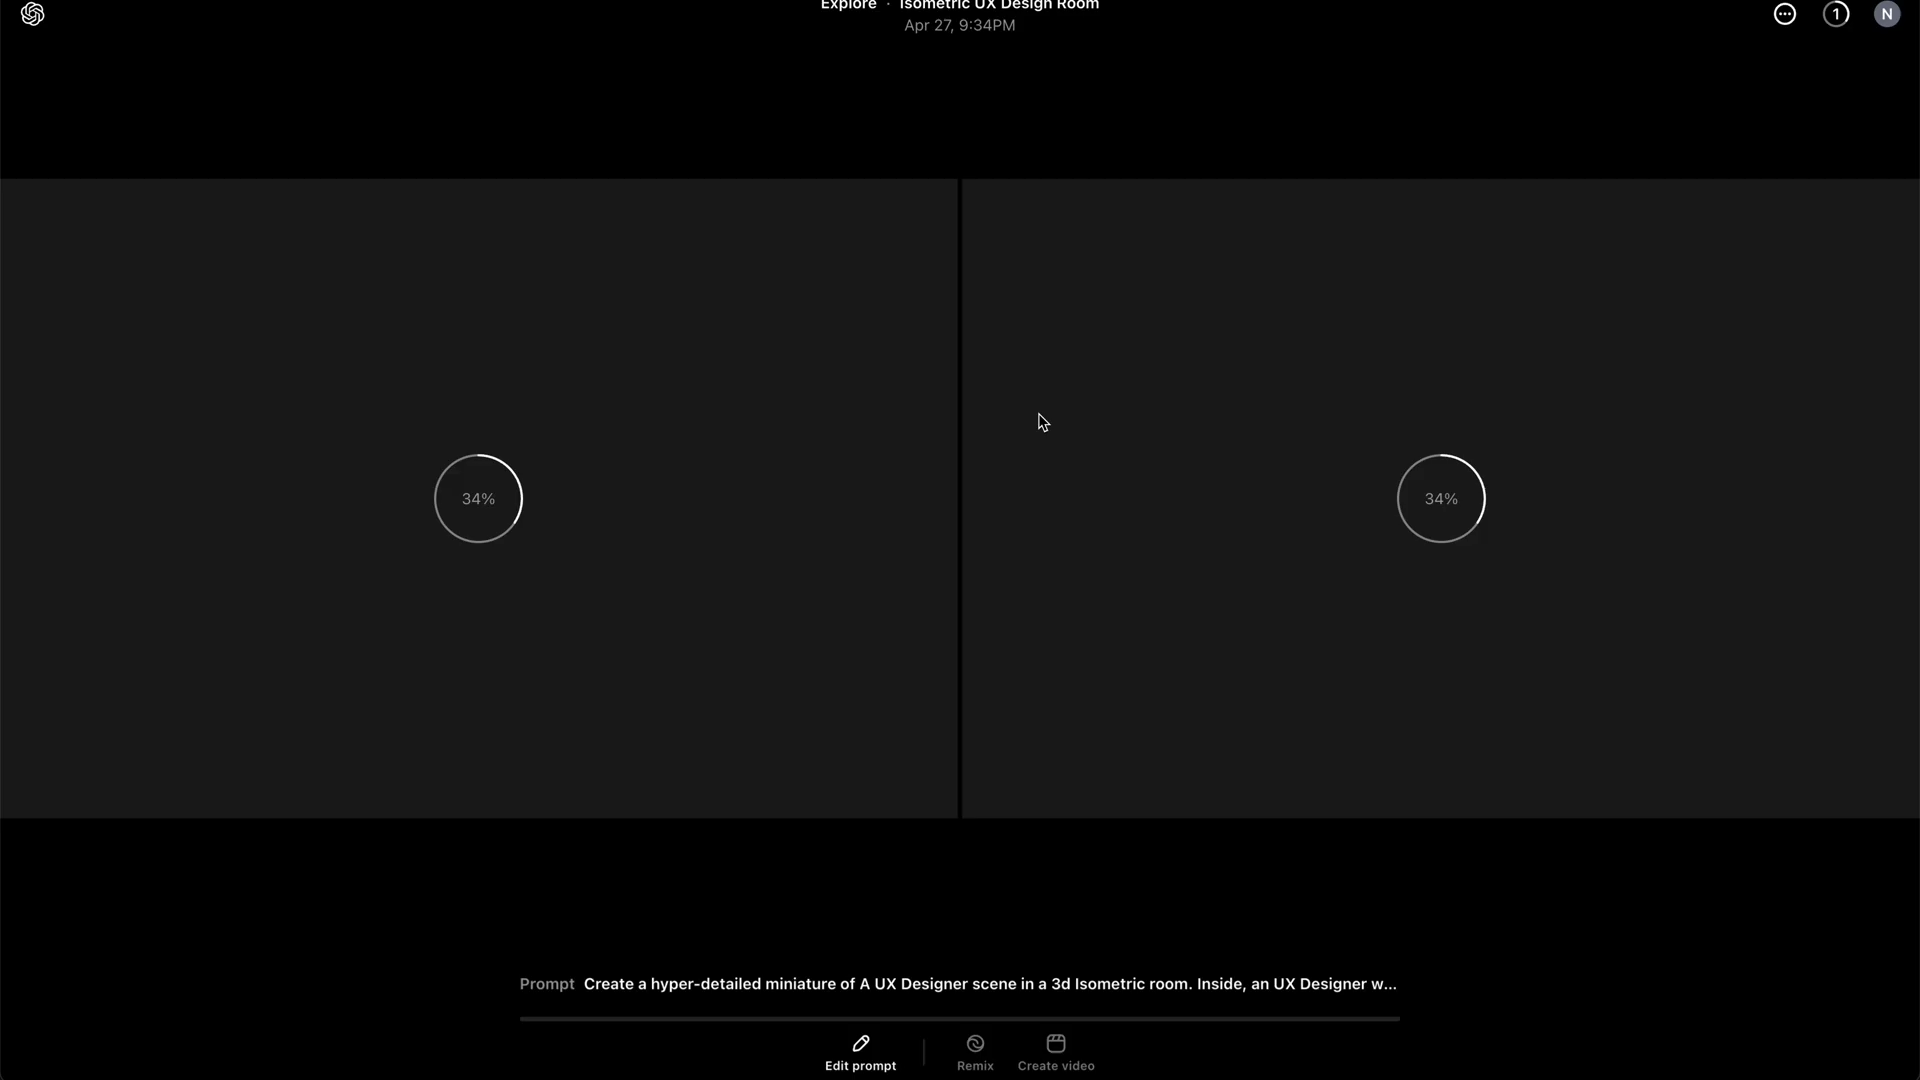 Explore · Isometric UX Design Room
Apr 27, 9:34PM
1
N
34%
34%
Prompt Create a hyper-detailed miniature of A UX Designer scene in a 3d Isometric room. Inside, an UX Designer w...
Edit prompt
Remix
Create video